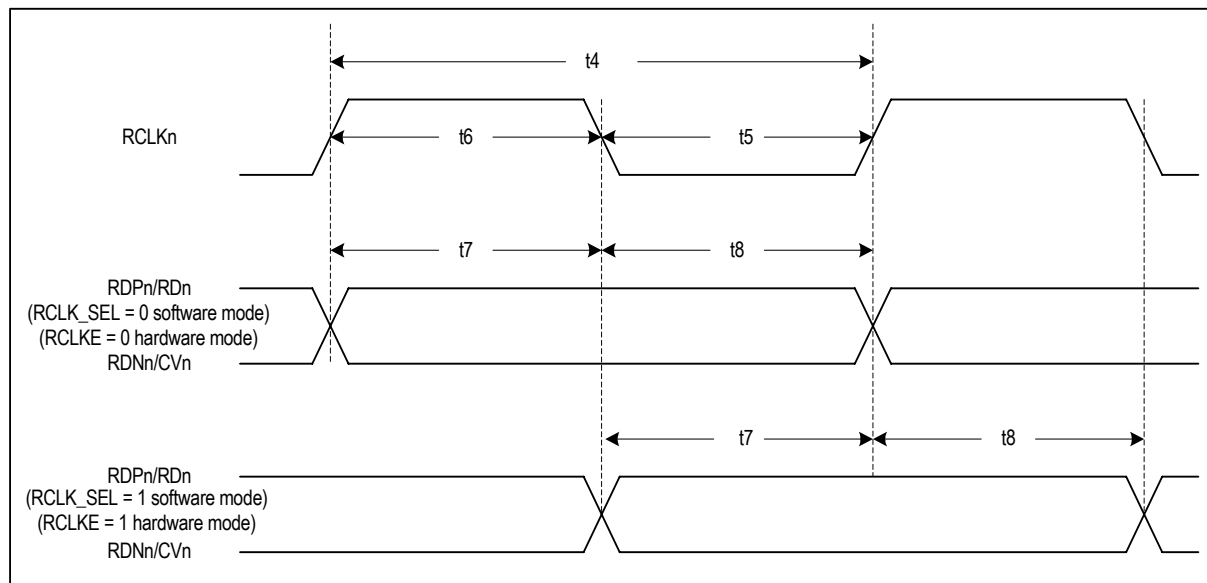 t4
RCLKn
t6
t5
t7
t8
RDPn/RDn
(RCLK_SEL = 0 software mode)
(RCLKE = 0 hardware mode)
RDNn/CVn
t7
t8
RDPn/RDn
(RCLK_SEL = 1 software mode)
(RCLKE = 1 hardware mode)
RDNn/CVn